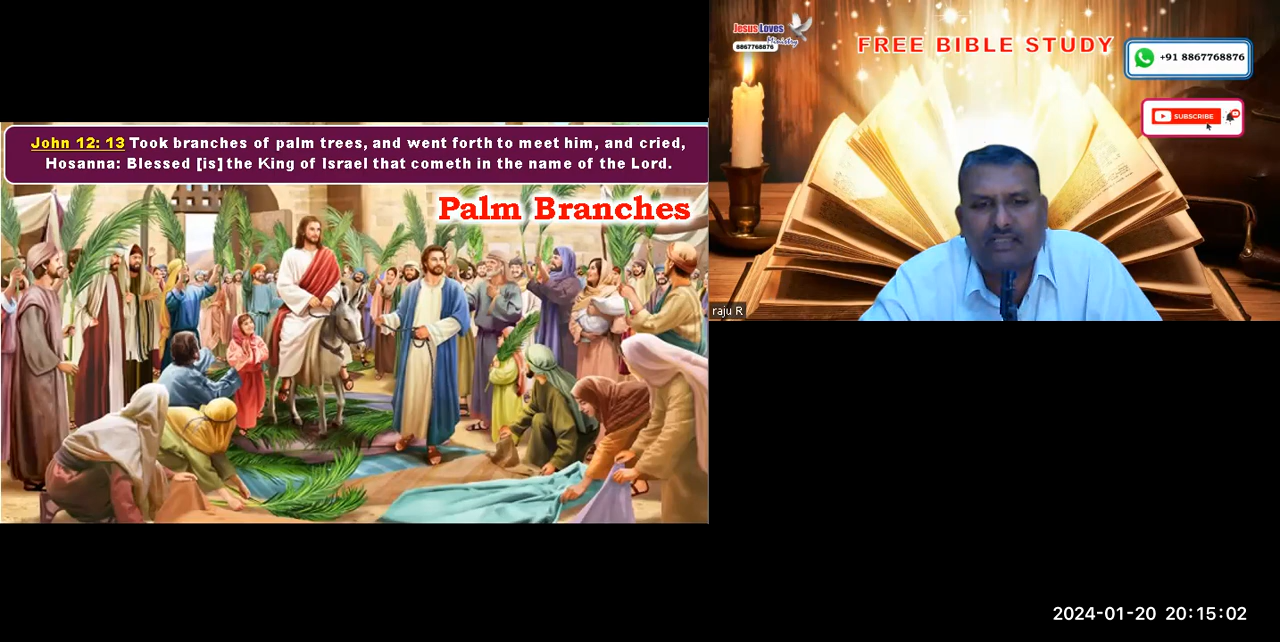 John 12: 13 Took branches of palm trees, and went forth to meet him, and cried,
Hosanna: Blessed [is] the King of Israel that cometh in the name of the Lord.
Palm Branches
Jesus Loves
Ministry
8867768876
FREE BIBLE STUDY
+91 8867768876
SUBSCRIBE
raju R
2024-01-20 20:15:02